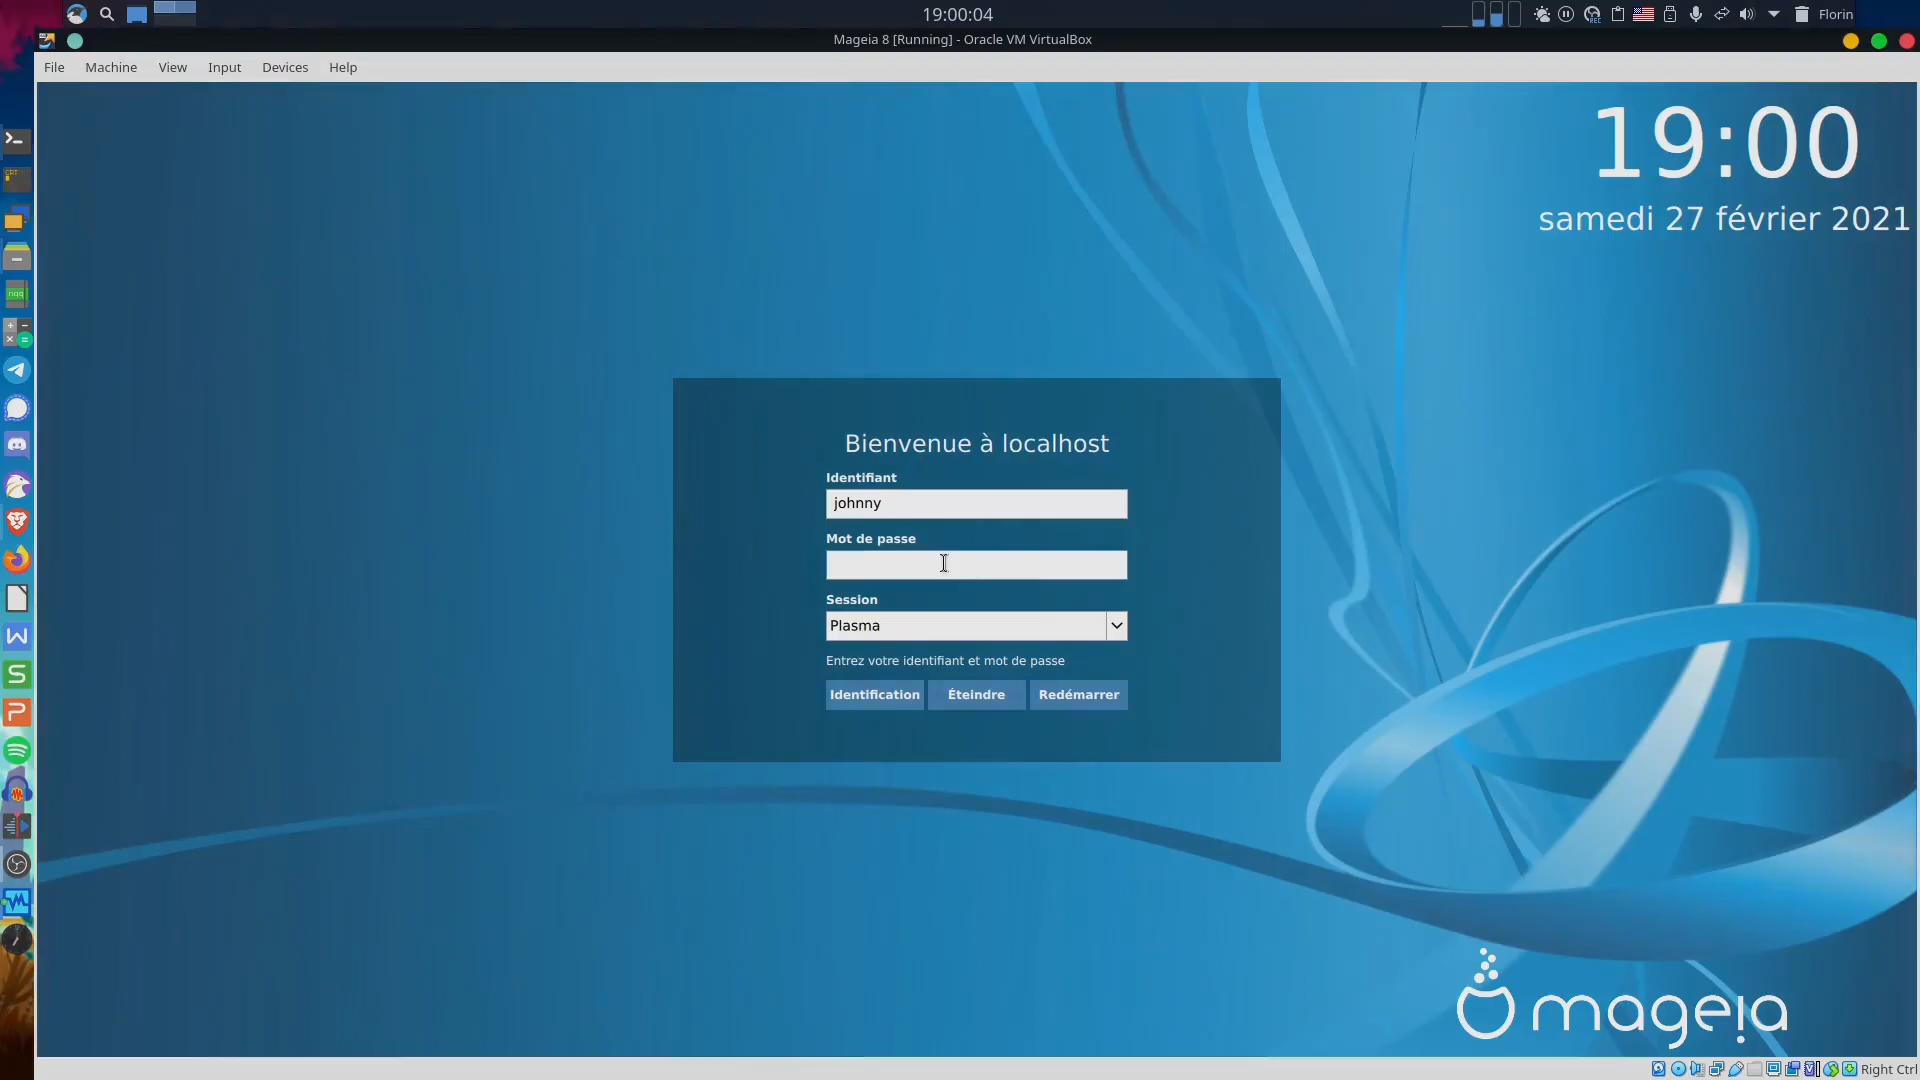 19:00:04
Florin
Mageia 8 [Running] - Oracle VM VirtualBox
File Machine View Input Devices Help
19:00
samedi 27 février 2021
Bienvenue à localhost
Identifiant
johnny
Mot de passe
Session
Plasma
Entrez votre identifiant et mot de passe
Identification Éteindre Redémarrer
mageia
Right Ctrl